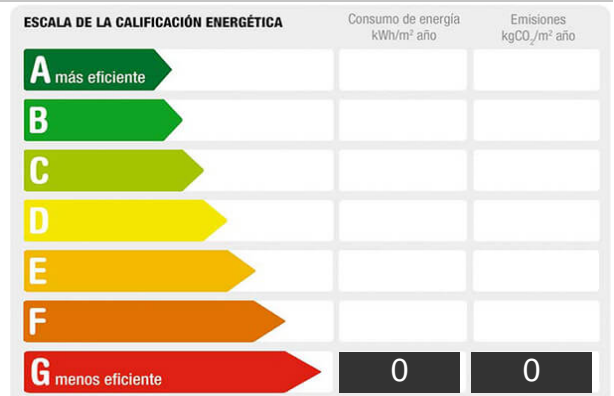 ESCALA DE LA CALIFICACIÓN ENERGÉTICA
Consumo de energía
kWh/m² año
Emisiones
kgCO₂/m² año
A más eficiente
B
C
D
E
F
G menos eficiente
0
0